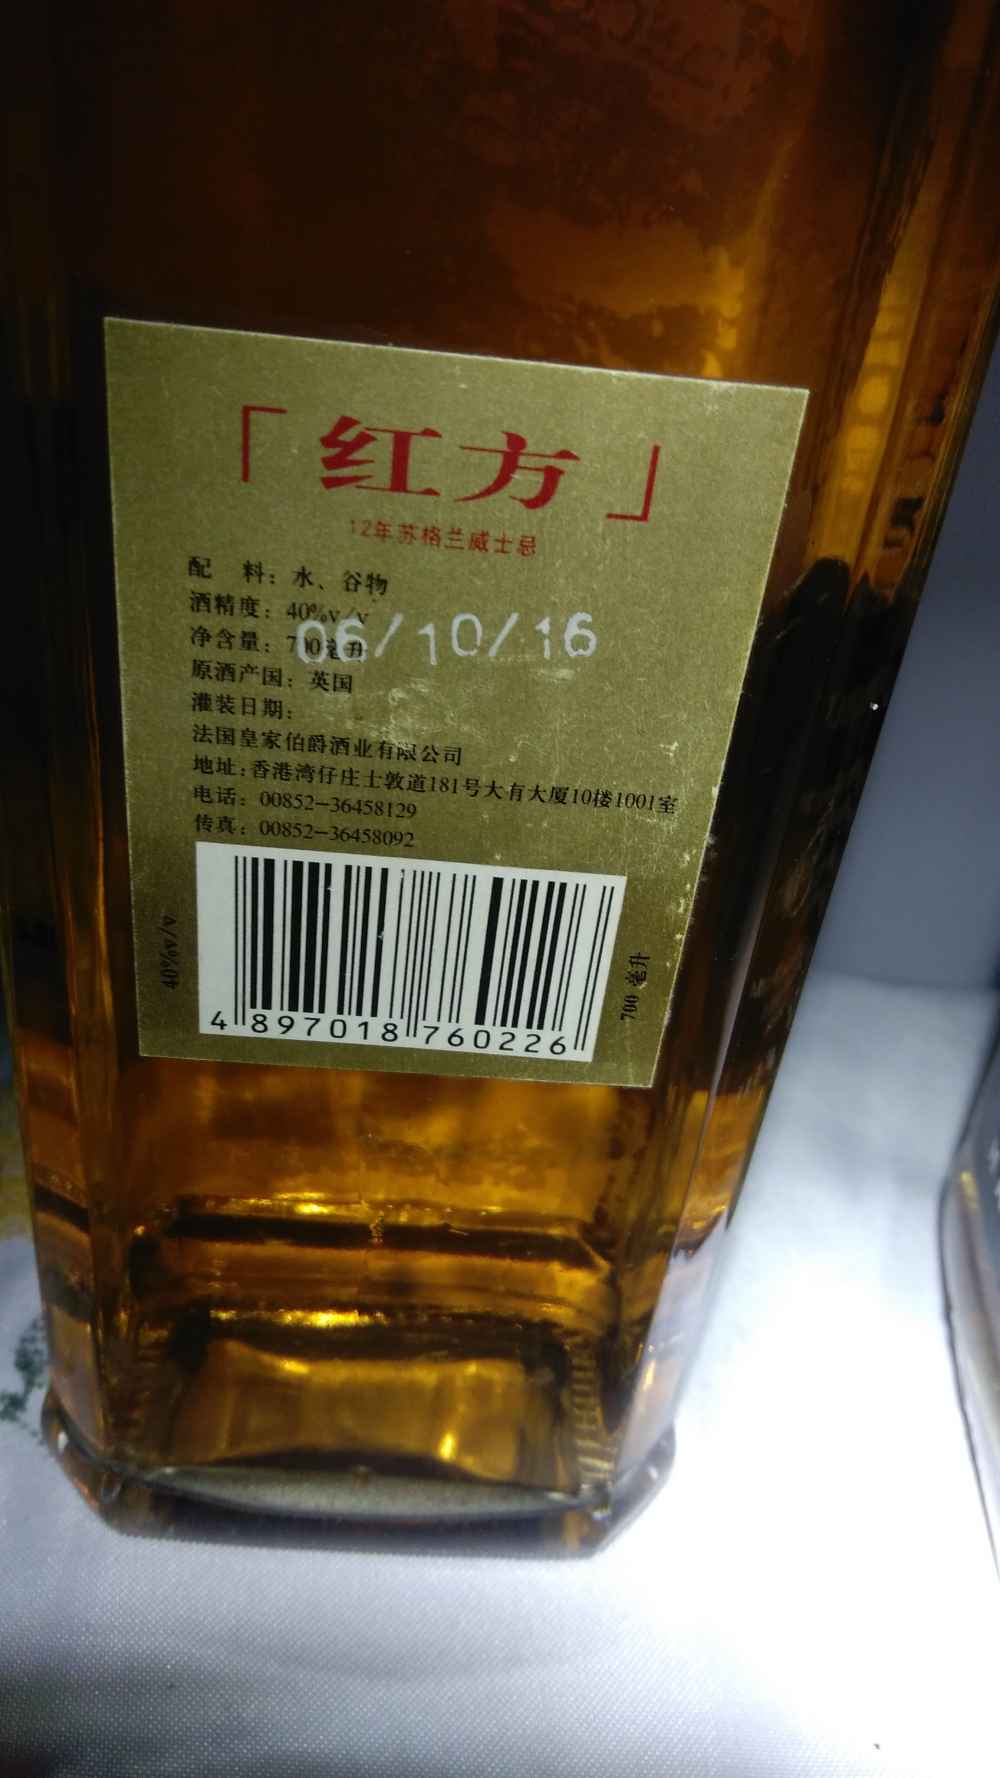 「红方」
12年苏格兰威士忌
配 料：水、谷物
酒精度：40%v/v
净含量：700毫升
06/10/16
原酒产国：英国
灌装日期：
法国皇家伯爵酒业有限公司
地址：香港湾仔庄士敦道181号大有大厦10楼1001室
电话：00852-36458129
传真：00852-36458092
40%v/v
700 毫升
4 897018 760226